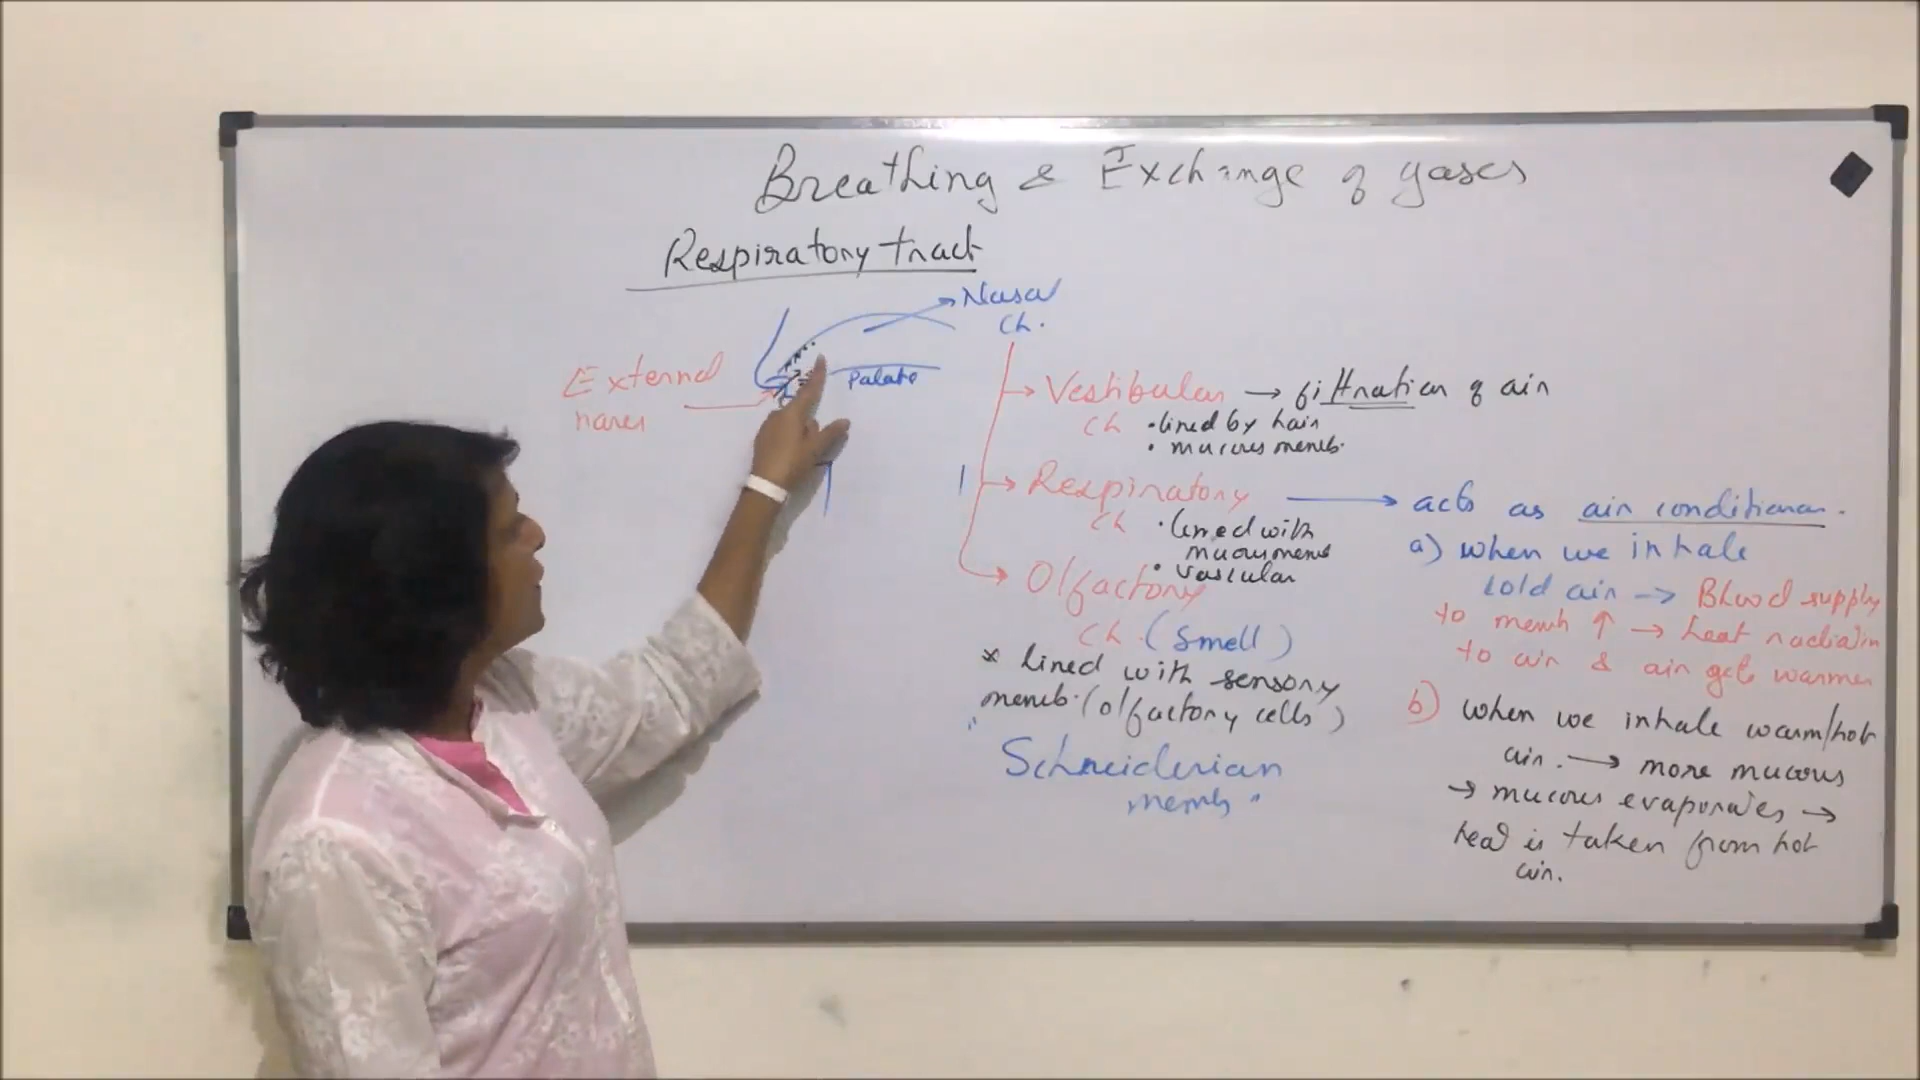 Breathing & Exchange of gases
Respiratory tract
Nasal
Ch.
External
nares
Palate
Vestibular → filtration of air
Ch • lined by hair
• mucous memb.
Respiratory → acts as air conditioner.
Ch • lined with
mucous memb
• vascular
Olfactory
Ch. (smell)
* Lined with sensory
memb. (olfactory cells)
" Schneiderian
memb "
a) when we inhale
cold air → Blood supply
to memb ↑ → heat radiation
to air & air gets warmer
b) when we inhale warm/hot
air. → more mucous
→ mucous evaporates →
heat is taken from hot
air.